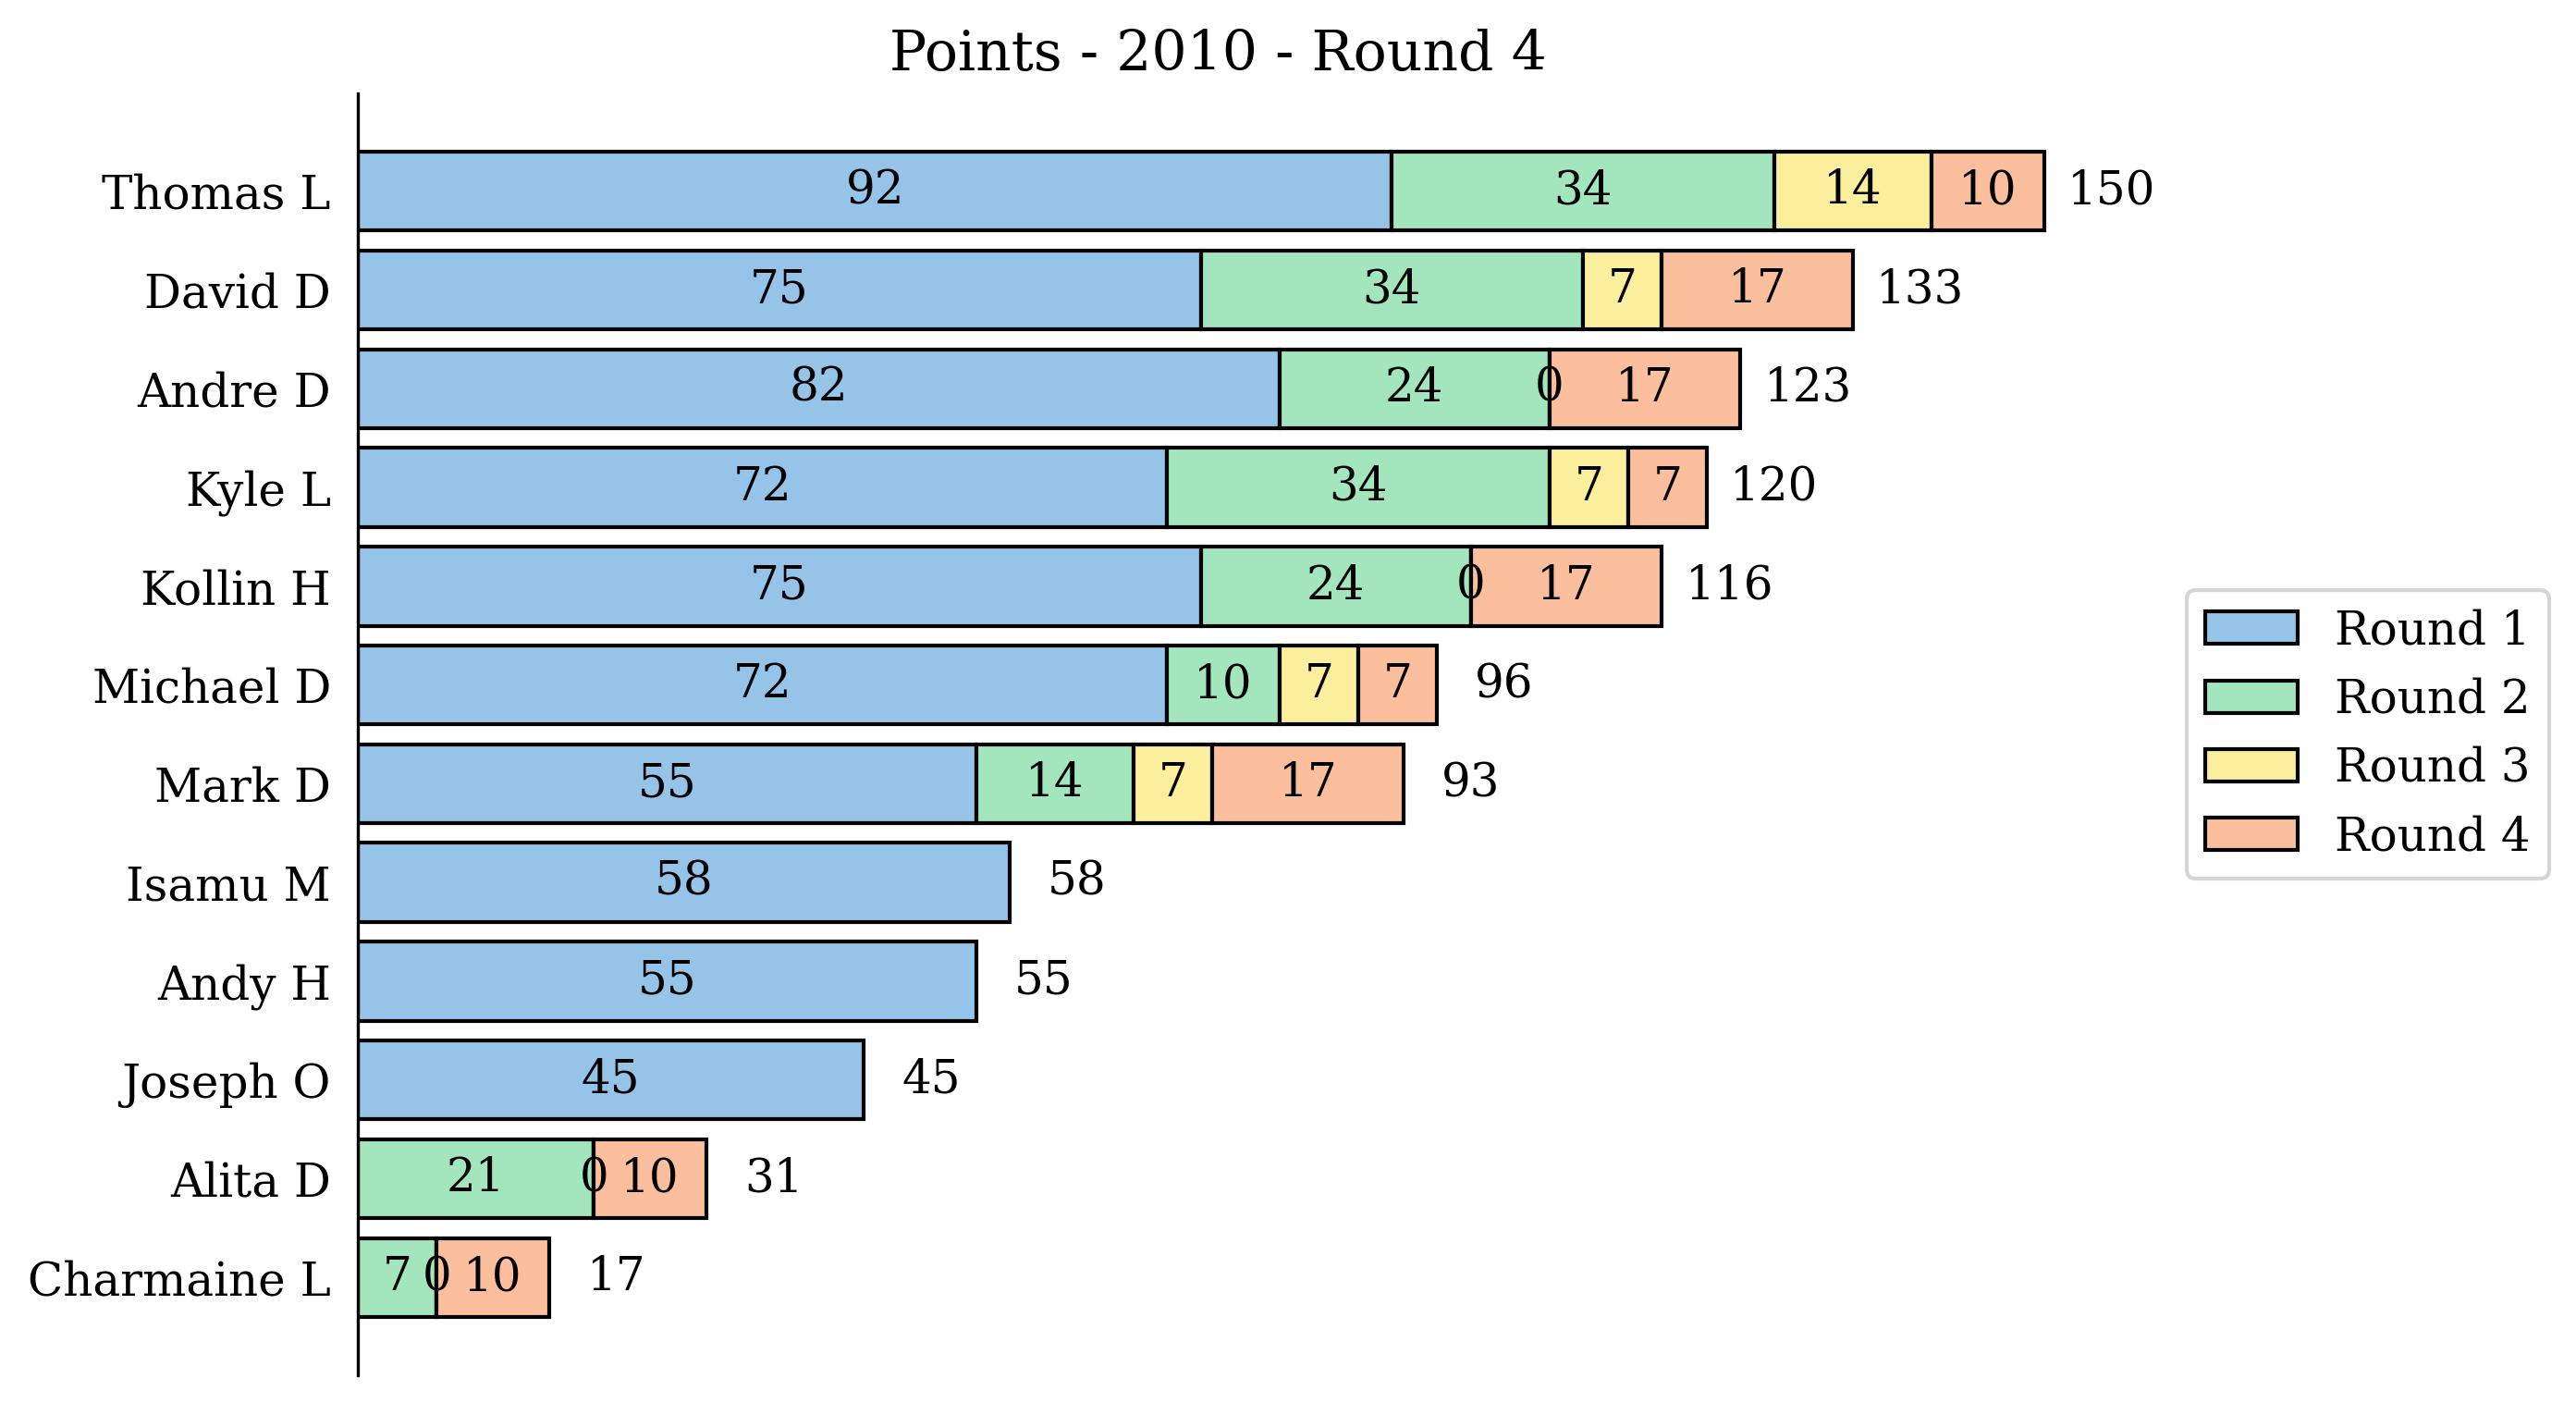 Points - 2010 - Round 4
Thomas L 92 34 14 10 150
David D 75 34 7 17 133
Andre D 82 24 0 17 123
Kyle L 72 34 7 7 120
Kollin H 75 24 0 17 116
Michael D 72 10 7 7 96
Mark D 55 14 7 17 93
Isamu M 58 58
Andy H 55 55
Joseph O 45 45
Alita D 21 0 10 31
Charmaine L 7 0 10 17
Round 1
Round 2
Round 3
Round 4